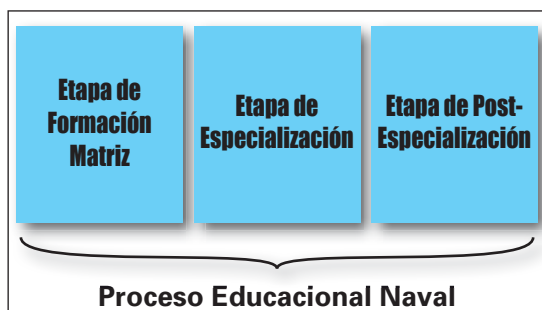 Etapa de
Formación
Matriz
Etapa de
Especialización
Etapa de Post-
Especialización
Proceso Educacional Naval